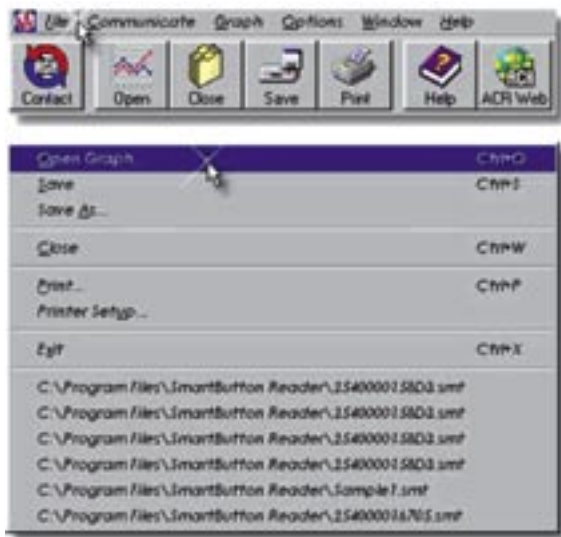 File Communicate Graph Options Window Help
Contact Open Close Save Print Help ACR Web
Open Graph Ctrl+O
Save Ctrl+S
Save As...
Close Ctrl+W
Print... Ctrl+P
Printer Setup...
Exit Ctrl+X
C:\Program Files\SmartButton Reader\
C:\Program Files\SmartButton Reader\
C:\Program Files\SmartButton Reader\
C:\Program Files\SmartButton Reader\
C:\Program Files\SmartButton Reader\Sample1.smt
C:\Program Files\SmartButton Reader\